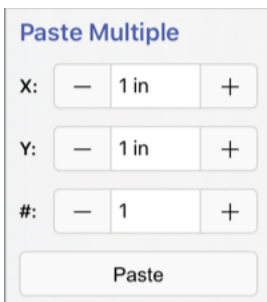 Paste Multiple
X: — 1 in +
Y: — 1 in +
#: — 1 +
Paste